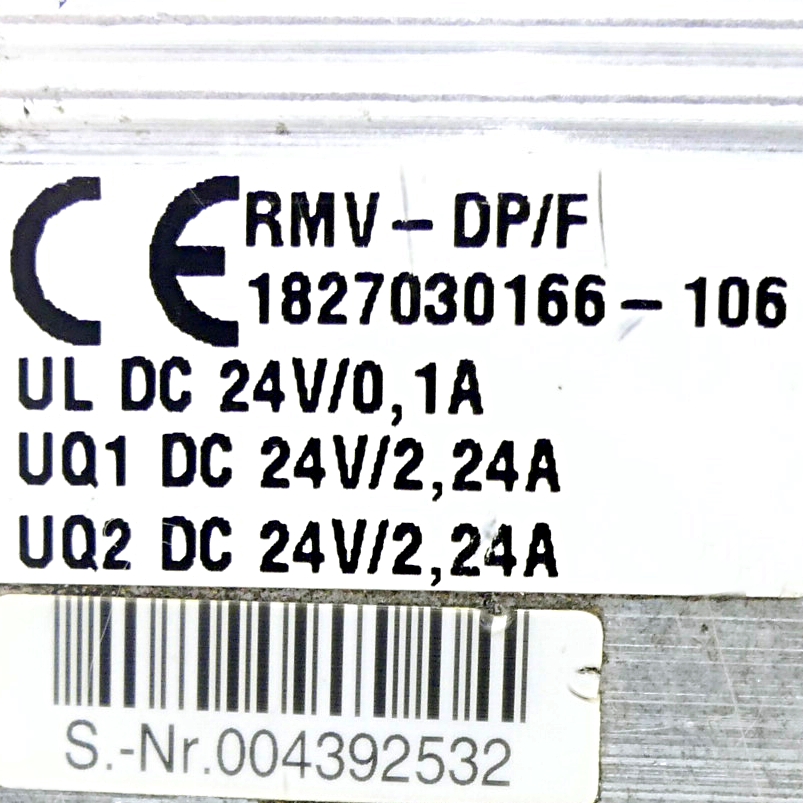 CE RMV-DP/F
1827030166-106
UL DC 24V/0,1A
UQ1 DC 24V/2,24A
UQ2 DC 24V/2,24A
S.-Nr.004392532